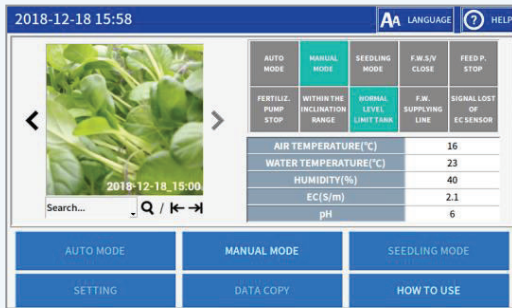 2018-12-18 15:58
AA LANGUAGE
? HELP
AUTO MODE
MANUAL MODE
SEEDLING MODE
F.W.S/V CLOSE
FEED P. STOP
FERTILIZ. PUMP STOP
WITHIN THE INCLINATION RANGE
NORMAL LEVEL LIMIT TANK
F.W. SUPPLYING LINE
SIGNAL LOST OF EC SENSOR
2018-12-18_15:00
Search... /
AIR TEMPERATURE(℃) 16
WATER TEMPERATURE(℃) 23
HUMIDITY(%) 40
EC(S/m) 2.1
pH 6
AUTO MODE
MANUAL MODE
SEEDLING MODE
SETTING
DATA COPY
HOW TO USE